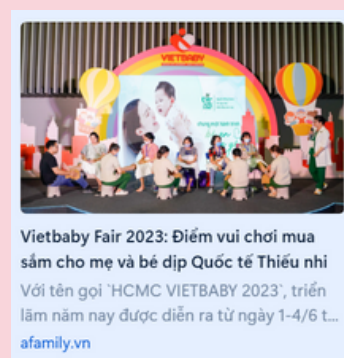 VIETBABY
Vietbaby Fair 2023: Điểm vui chơi mua
sắm cho mẹ và bé dịp Quốc tế Thiếu nhi
Với tên gọi `HCMC VIETBABY 2023`, triển
lãm năm nay được diễn ra từ ngày 1-4/6 t...
afamily.vn